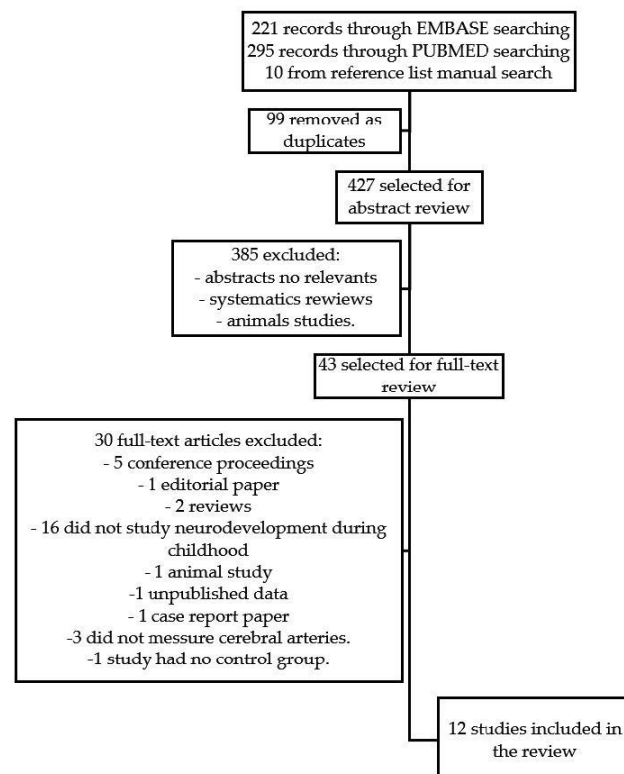 221 records through EMBASE searching
295 records through PUBMED searching
10 from reference list manual search
99 removed as
duplicates
427 selected for
abstract review
385 excluded:
- abstracts no relevants
- systematics rewiews
- animals studies.
43 selected for full-text
review
30 full-text articles excluded:
- 5 conference proceedings
- 1 editorial paper
- 2 reviews
- 16 did not study neurodevelopment during
childhood
- 1 animal study
-1 unpublished data
- 1 case report paper
-3 did not messure cerebral arteries.
-1 study had no control group.
12 studies included in
the review